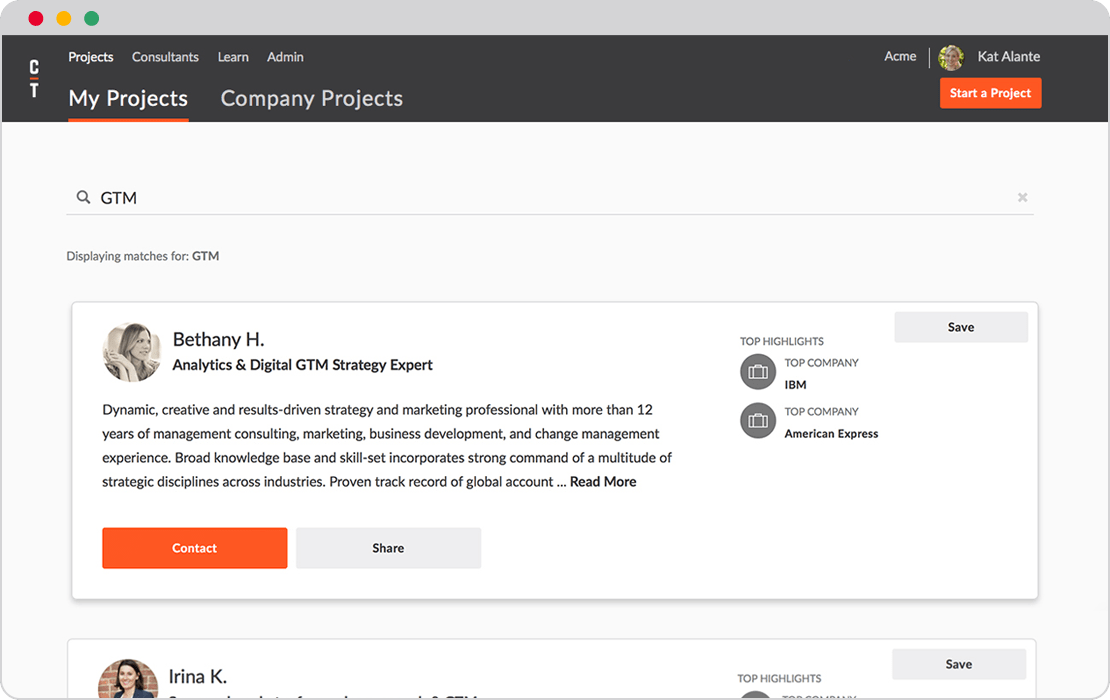 C
T
Projects Consultants Learn Admin
Acme Kat Alante
My Projects Company Projects
Start a Project
GTM
Displaying matches for: GTM
Bethany H.
Analytics & Digital GTM Strategy Expert
Dynamic, creative and results-driven strategy and marketing professional with more than 12
years of management consulting, marketing, business development, and change management
experience. Broad knowledge base and skill-set incorporates strong command of a multitude of
strategic disciplines across industries. Proven track record of global account ... Read More
Contact Share
Save
TOP HIGHLIGHTS
TOP COMPANY
IBM
TOP COMPANY
American Express
Irina K.
Save
TOP HIGHLIGHTS
TOP COMPANY